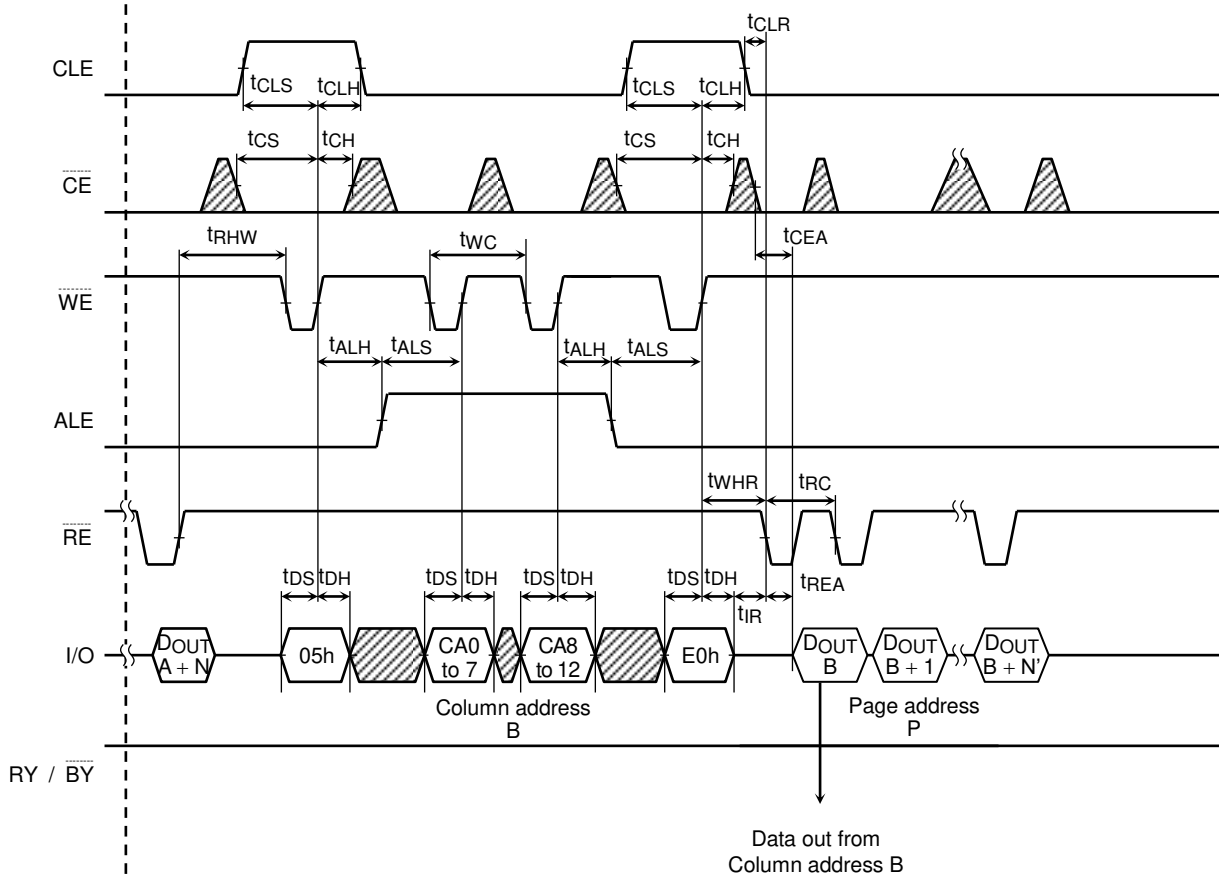 tCLR
CLE
tCLS tCLH tCLS tCLH
tCS tCH tCS tCH
CE
tRHW tWC tCEA
WE
tALH tALS tALH tALS
ALE
tWHR tRC
RE
tDS tDH tDS tDH tDS tDH tDS tDH tREA
tIR
I/O
DOUT
A + N
05h
CA0
to 7
CA8
to 12
E0h
DOUT
B
DOUT
B + 1
DOUT
B + N’
Column address
B
Page address
P
RY / BY
Data out from
Column address B